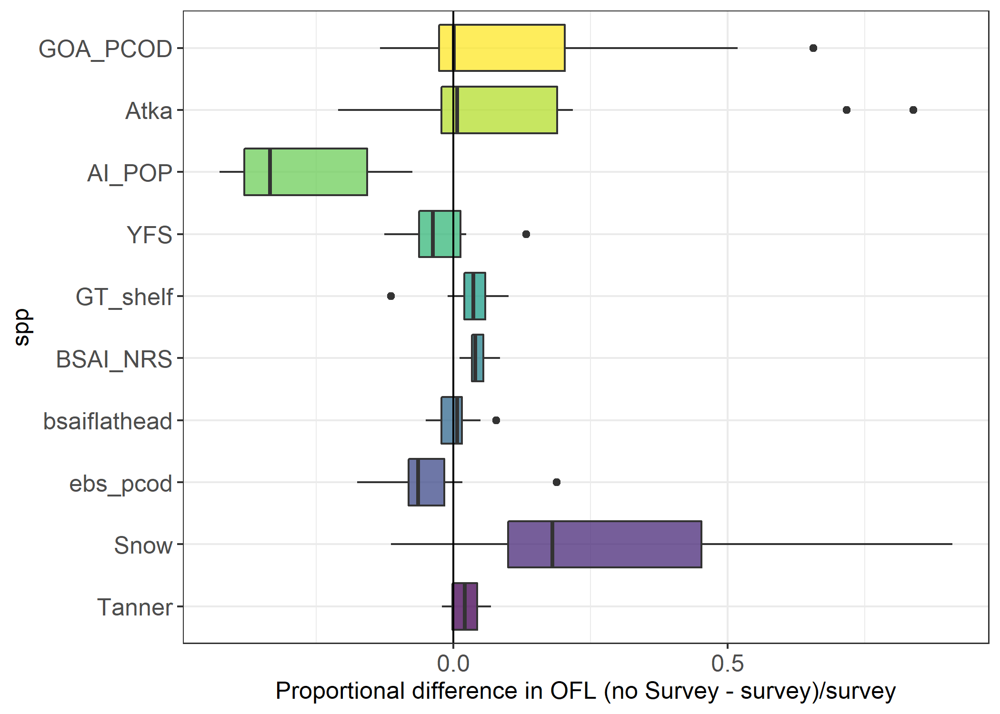 GOA_PCOD
Atka
AI_POP
YFS
GT_shelf
BSAI_NRS
bsaiflathead
ebs_pcod
Snow
Tanner
spp
0.0 0.5
Proportional difference in OFL (no Survey - survey)/survey